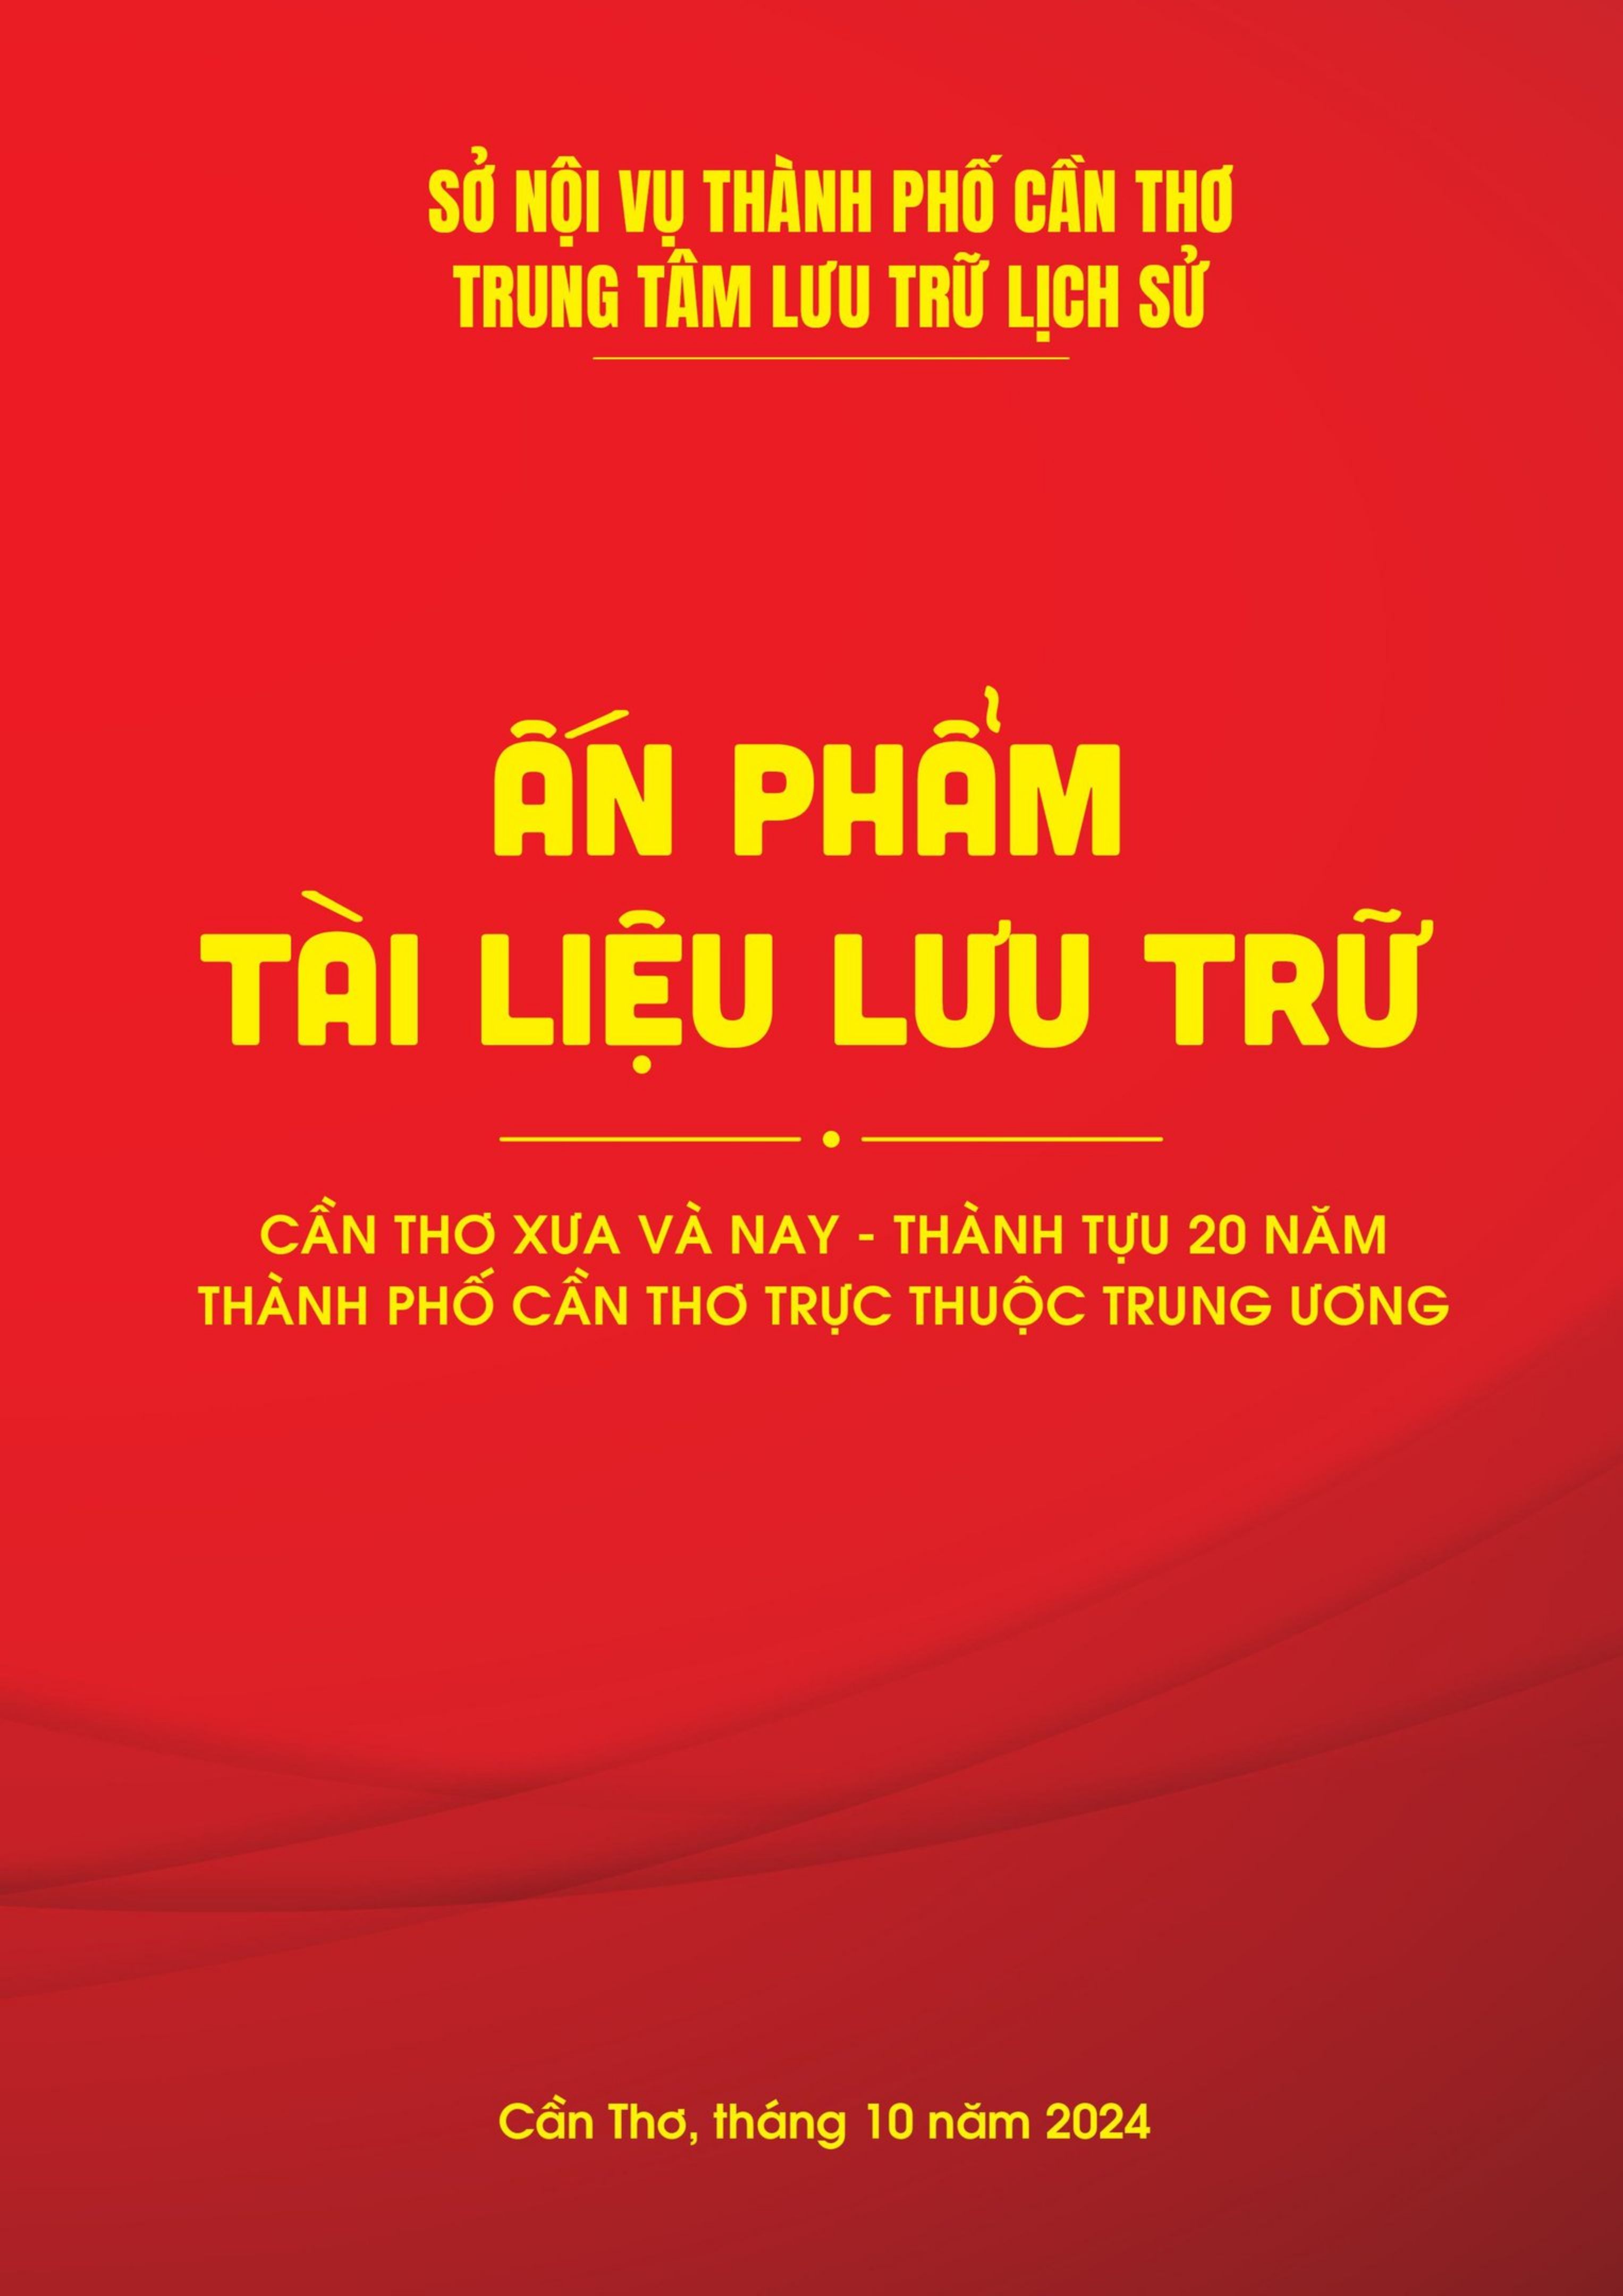 SỞ NỘI VỤ THÀNH PHỐ CẦN THƠ
TRUNG TÂM LƯU TRỮ LỊCH SỬ
ẤN PHẨM
TÀI LIỆU LƯU TRỮ
CẦN THƠ XƯA VÀ NAY - THÀNH TỰU 20 NĂM
THÀNH PHỐ CẦN THƠ TRỰC THUỘC TRUNG ƯƠNG
Cần Thơ, tháng 10 năm 2024